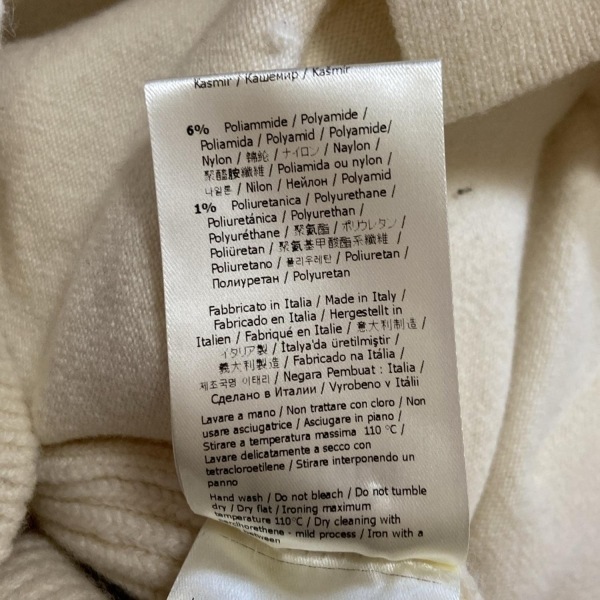 Kasmir / Кашемир / Kašmir
6% Poliammide / Polyamide /
Poliamida / Polyamid / Polyamide/
Nylon / 錦綸 / ナイロン / Naylon /
聚醯胺纖維 / Poliamida ou nylon /
나일론 / Nilon / Нейлон / Polyamid
1% Poliuretanica / Polyurethane /
Poliuretánica / Polyurethan /
Polyuréthane / 聚氨酯 / ポリウレタン /
Poliüretan / 聚氨基甲酸酯系纖維 /
Poliuretano / 폴리우레탄 / Poliuretan /
Полиуретан / Polyuretan
Fabbricato in Italia / Made in Italy /
Fabricado en Italia / Hergestellt in
Italien / Fabriqué en Italie / 意大利制造 /
イタリア製 / İtalya'da üretilmiştir /
義大利製造 / Fabricado na Itália /
제조국명 이태리 / Negara Pembuat : Italia /
Сделано в Италии / Vyrobeno v Itálii
Lavare a mano / Non trattare con cloro / Non
usare asciugatrice / Asciugare in piano /
Stirare a temperatura massima 110 °C /
Lavare delicatamente a secco con
tetracloroetilene / Stirare interponendo un
panno
Hand wash / Do not bleach / Do not tumble
dry / Dry flat / Ironing maximum
temperature 110 °C / Dry cleaning with
- mild process / Iron with a
between